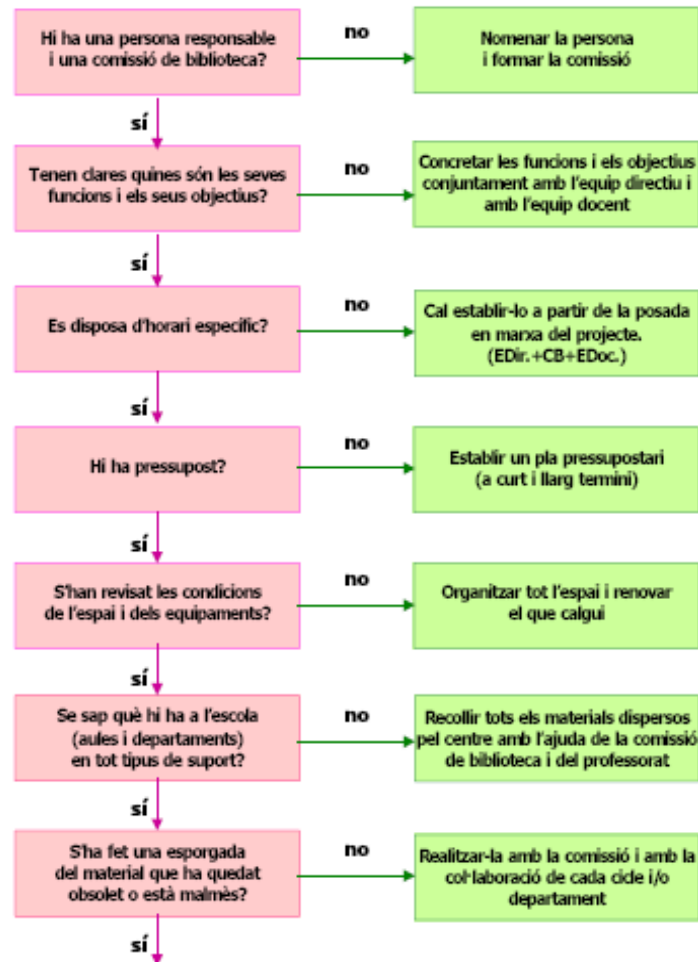 Hi ha una persona responsable
i una comissió de biblioteca?
no
Nomenar la persona
i formar la comissió
sí
Tenen clares quines són les seves
funcions i els seus objectius?
no
Concretar les funcions i els objectius
conjuntament amb l'equip directiu i
amb l'equip docent
sí
Es disposa d'horari específic?
no
Cal establir-lo a partir de la posada
en marxa del projecte.
(EDir.+CB+EDoc.)
sí
Hi ha pressupost?
no
Establir un pla pressupostari
(a curt i llarg termini)
sí
S'han revisat les condicions
de l'espai i dels equipaments?
no
Organitzar tot l'espai i renovar
el que calgui
sí
Se sap què hi ha a l'escola
(aules i departaments)
en tot tipus de suport?
no
Recollir tots els materials dispersos
pel centre amb l'ajuda de la comissió
de biblioteca i del professorat
sí
S'ha fet una esporgada
del material que ha quedat
obsolet o està malmès?
no
Realitzar-la amb la comissió i amb la
col·laboració de cada cicle i/o
departament
sí